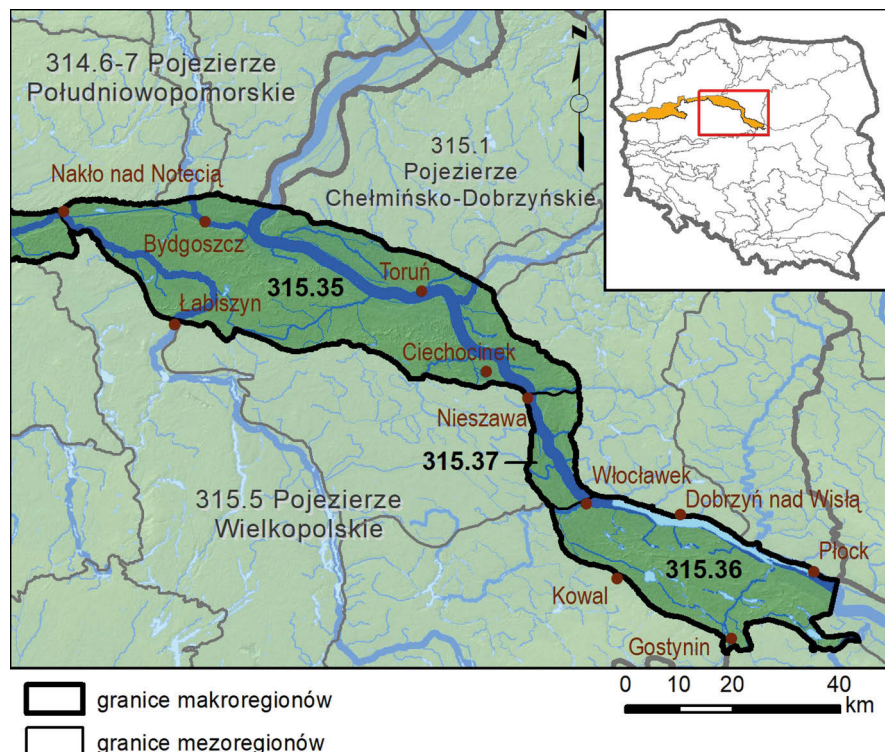 314.6-7 Pojezierze
Południowopomorskie
N
315.1
Pojezierze
Chełmińsko-Dobrzyńskie
Nakło nad Notecią
Bydgoszcz
Toruń
315.35
Łabiszyn
Ciechocinek
Nieszawa
315.37
Włocławek
315.5 Pojezierze
Wielkopolskie
Dobrzyń nad Wisłą
Płock
315.36
Kowal
Gostynin
granice makroregionów
granice mezoregionów
0 10 20 40
km